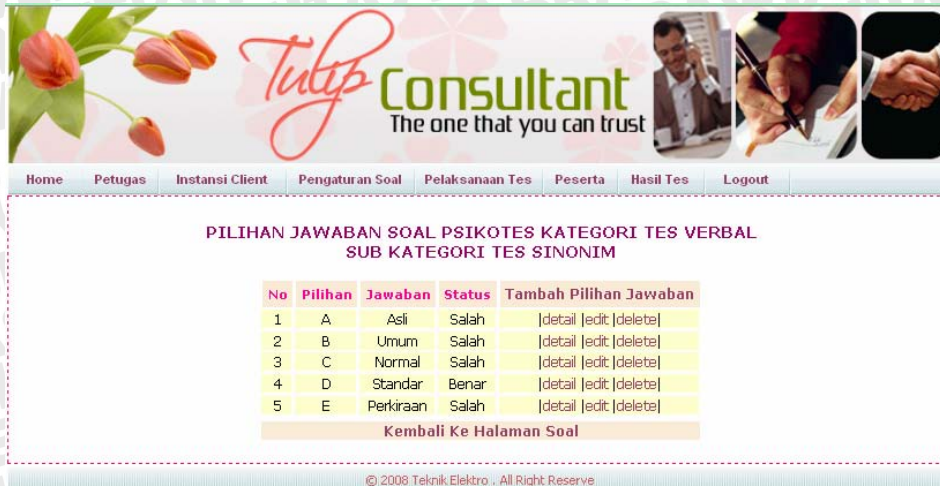 Tulip Consultant
The one that you can trust
Home Petugas Instansi Client Pengaturan Soal Pelaksanaan Tes Peserta Hasil Tes Logout
PILIHAN JAWABAN SOAL PSIKOTES KATEGORI TES VERBAL
SUB KATEGORI TES SINONIM
No Pilihan Jawaban Status Tambah Pilihan Jawaban
1 A Asli Salah |detail |edit |delete|
2 B Umum Salah |detail |edit |delete|
3 C Normal Salah |detail |edit |delete|
4 D Standar Benar |detail |edit |delete|
5 E Perkiraan Salah |detail |edit |delete|
Kembali Ke Halaman Soal
© 2008 Teknik Elektro . All Right Reserve